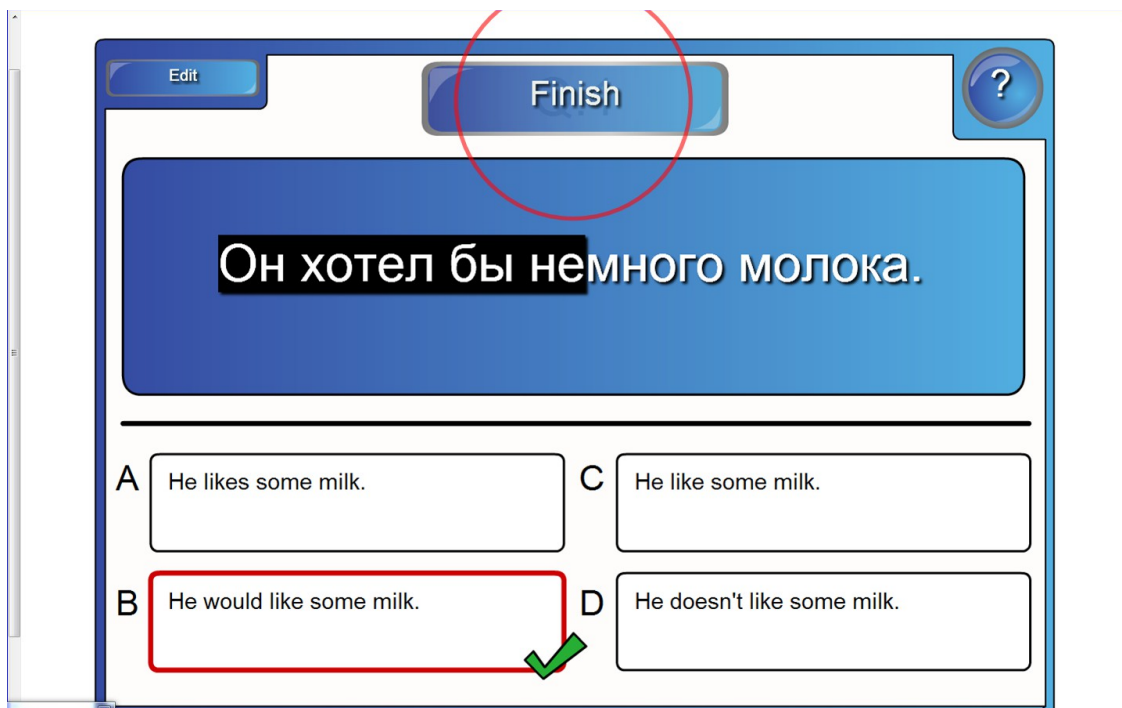 Edit
Finish
?
Он хотел бы немного молока.
A
He likes some milk.
C
He like some milk.
B
He would like some milk.
D
He doesn't like some milk.